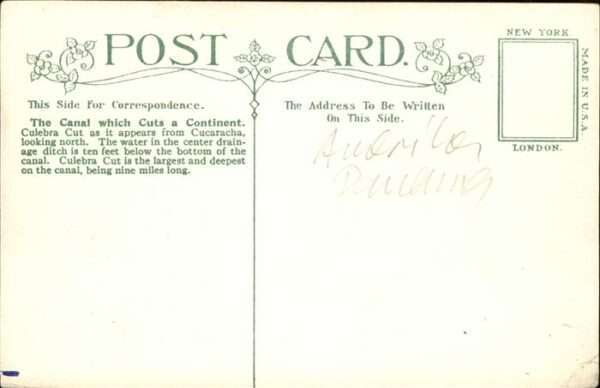 POST CARD.
This Side For Correspondence.
The Canal which Cuts a Continent.
Culebra Cut as it appears from Cucaracha,
looking north. The water in the center drain-
age ditch is ten feet below the bottom of the
canal. Culebra Cut is the largest and deepest
on the canal, being nine miles long.
The Address To Be Written
On This Side.
NEW YORK
MADE IN U.S.A.
LONDON.